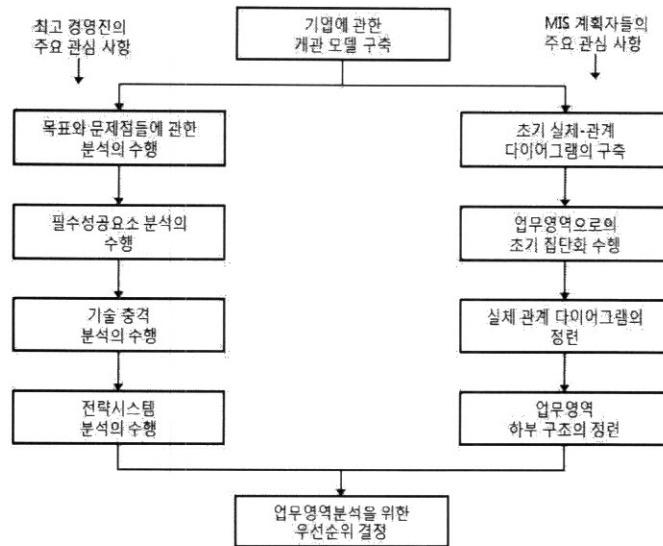 최고 경영진의
주요 관심 사항
기업에 관한
개관 모델 구축
MIS 계획자들의
주요 관심 사항
목표와 문제점들에 관한
분석의 수행
초기 실체-관계
다이어그램의 구축
필수성공요소 분석의
수행
업무영역으로의
초기 집단화 수행
기술 충격
분석의 수행
실체 관계 다이어그램의
정련
전략시스템
분석의 수행
업무영역
하부 구조의 정련
업무영역분석을 위한
우선순위 결정